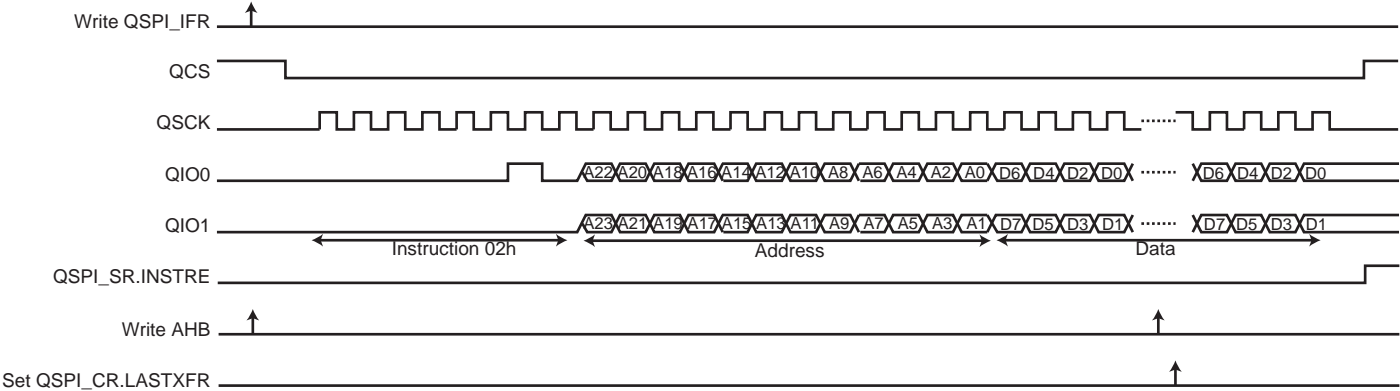 Write QSPI_IFR
QCS
QSCK
QIO0 A22 A20 A18 A16 A14 A12 A10 A8 A6 A4 A2 A0 D6 D4 D2 D0 D6 D4 D2 D0
QIO1 A23 A21 A19 A17 A15 A13 A11 A9 A7 A5 A3 A1 D7 D5 D3 D1 D7 D5 D3 D1
Instruction 02h Address Data
QSPI_SR.INSTRE
Write AHB
Set QSPI_CR.LASTXFR